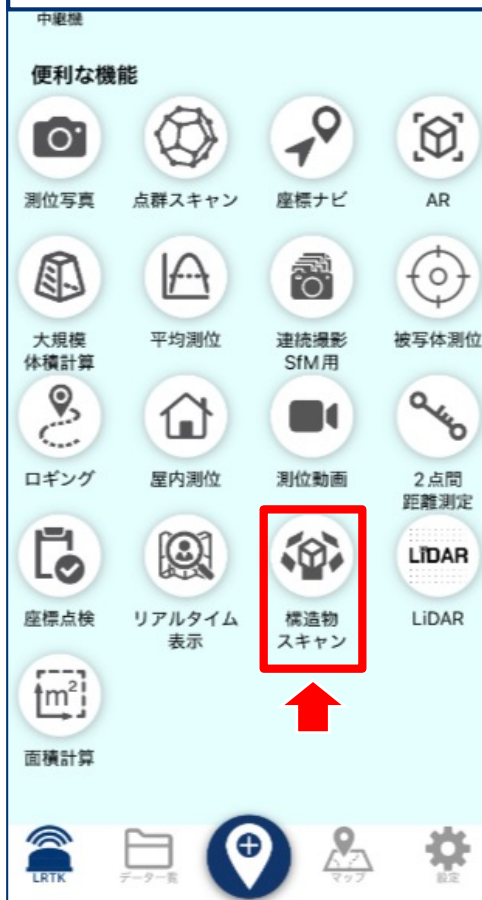 中継機
便利な機能
測位写真
点群スキャン
座標ナビ
AR
大規模
体積計算
平均測位
連続撮影
SfM用
被写体測位
ロギング
屋内測位
測位動画
2点間
距離測定
座標点検
リアルタイム
表示
構造物
スキャン
LiDAR
LiDAR
m²
面積計算
LRTK
データ一覧
マップ
設定